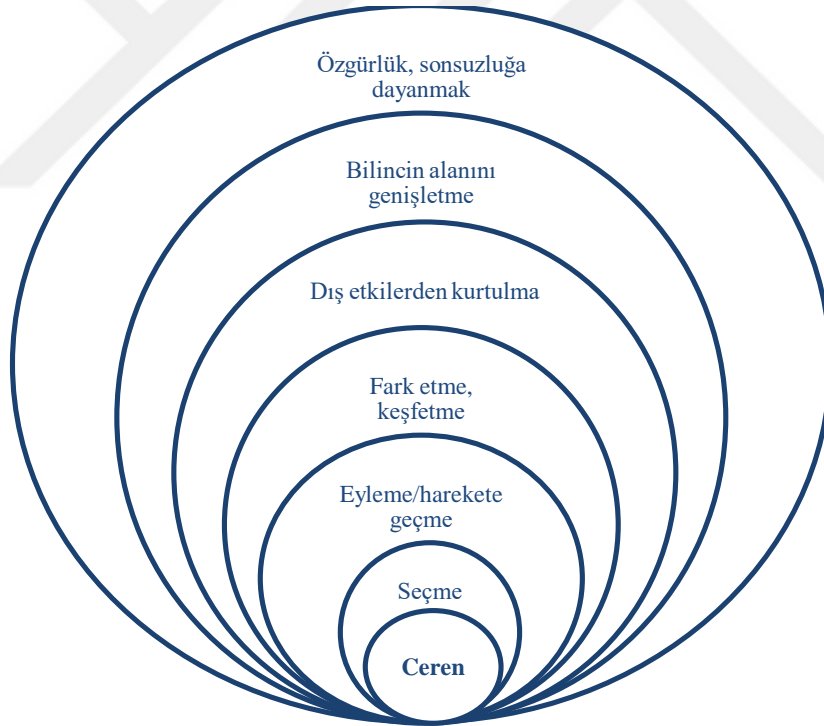 Özgürlük, sonsuzluğa
dayanmak
Bilincin alanını
genişletme
Dış etkilerden kurtulma
Fark etme,
keşfetme
Eyleme/harekete
geçme
Seçme
Ceren